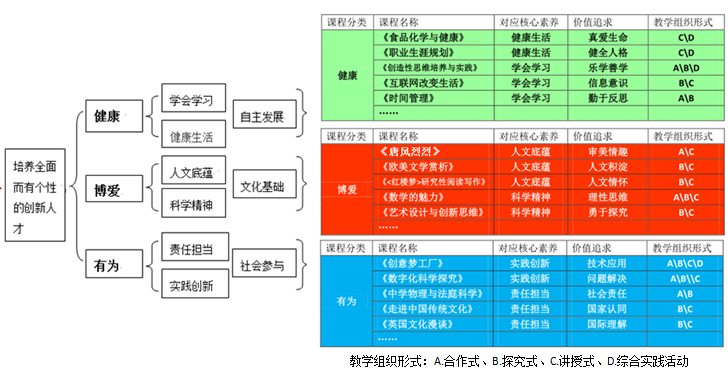 培养全面
而有个性
的创新人
才
健康
博爱
有为
学会学习
健康生活
人文底蕴
科学精神
责任担当
实践创新
自主发展
文化基础
社会参与
课程分类 课程名称 对应核心素养 价值追求 教学组织形式
健康
《食品化学与健康》 健康生活 真爱生命 C\D
《职业生涯规划》 健康生活 健全人格 C\D
《创造性思维培养与实践》 学会学习 乐学善学 A\B\D
《互联网改变生活》 学会学习 信息意识 B\C
《时间管理》 学会学习 勤于反思 A\B
......
课程分类 课程名称 对应核心素养 价值追求 教学组织形式
博爱
《唐风烈烈》 人文底蕴 审美情趣 A\C
《欧美文学赏析》 人文底蕴 人文积淀 B\C
《<红楼梦>研究性阅读写作》 人文底蕴 人文情怀 B\C
《数学的魅力》 科学精神 理性思维 A\B\C
《艺术设计与创新思维》 科学精神 勇于探究 B\C
......
课程分类 课程名称 对应核心素养 价值追求 教学组织形式
有为
《创意梦工厂》 实践创新 技术应用 A\B\C\D
《数字化科学探究》 实践创新 问题解决 A\B\\C
《中学物理与法庭科学》 责任担当 社会责任 A\B
《走进中国传统文化》 责任担当 国家认同 B\C
《英国文化漫谈》 责任担当 国际理解 B\C
......
教学组织形式：A.合作式、B.探究式、C.讲授式、D.综合实践活动